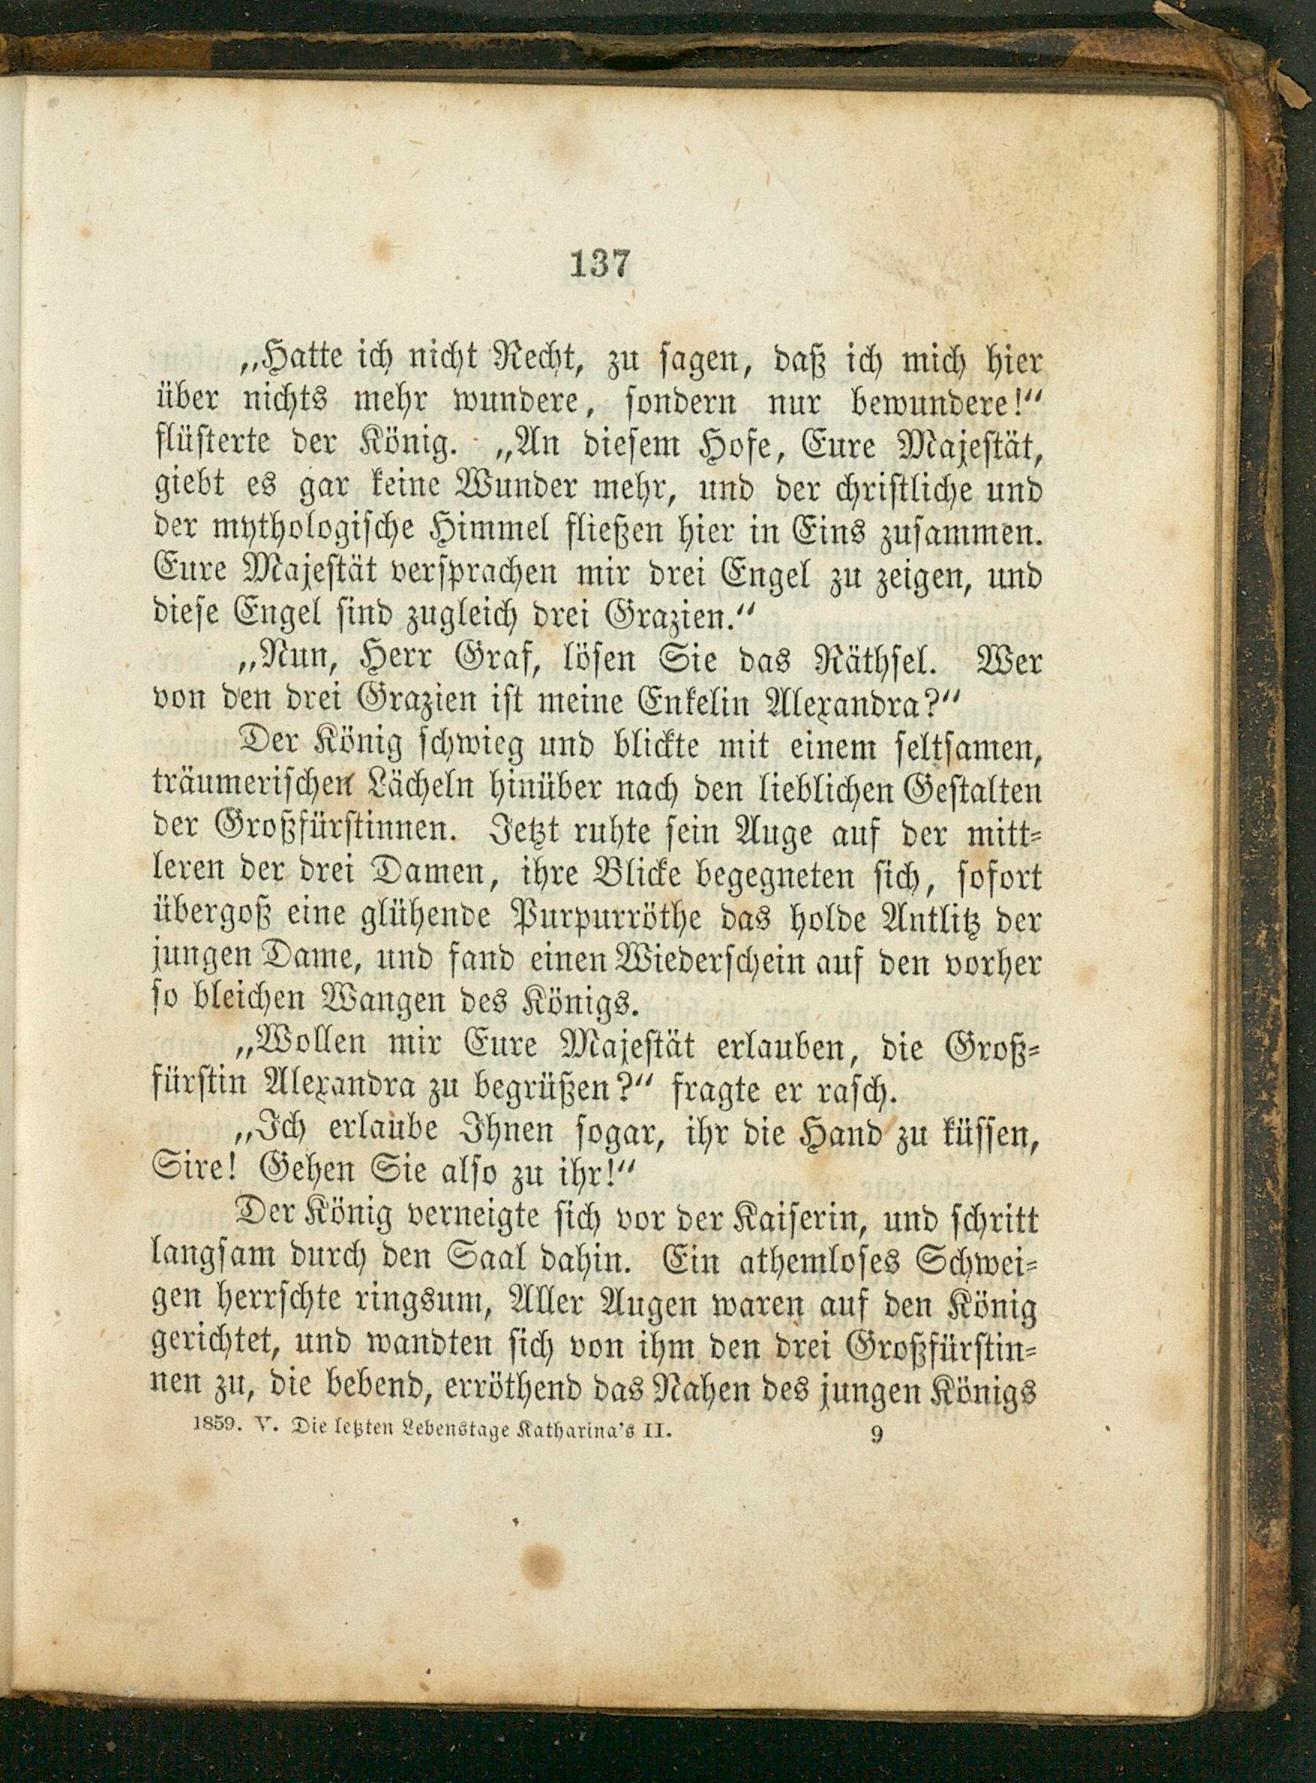 137
„Hatte ich nicht Recht, zu sagen, daß ich mich hier
über nichts mehr wundere, sondern nur bewundere!“
flüsterte der König. „An diesem Hofe, Eure Majestät,
giebt es gar keine Wunder mehr, und der christliche und
der mythologische Himmel fließen hier in Eins zusammen.
Eure Majestät versprachen mir drei Engel zu zeigen, und
diese Engel sind zugleich drei Grazien.“
„Nun, Herr Graf, lösen Sie das Räthsel. Wer
von den drei Grazien ist meine Enkelin Alexandra?“
Der König schwieg und blickte mit einem seltsamen,
träumerischen Lächeln hinüber nach den lieblichen Gestalten
der Großfürstinnen. Jetzt ruhte sein Auge auf der mitt-
leren der drei Damen, ihre Blicke begegneten sich, sofort
übergoß eine glühende Purpurröthe das holde Antlitz der
jungen Dame, und fand einen Wiederschein auf den vorher
so bleichen Wangen des Königs.
„Wollen mir Eure Majestät erlauben, die Groß-
fürstin Alexandra zu begrüßen?“ fragte er rasch.
„Ich erlaube Ihnen sogar, ihr die Hand zu küssen,
Sire! Gehen Sie also zu ihr!“
Der König verneigte sich vor der Kaiserin, und schritt
langsam durch den Saal dahin. Ein athemloses Schwei-
gen herrschte ringsum, Aller Augen waren auf den König
gerichtet, und wandten sich von ihm den drei Großfürstin-
nen zu, die bebend, erröthend das Nahen des jungen Königs
1859. V. Die letzten Lebenstage Katharina's II. 9